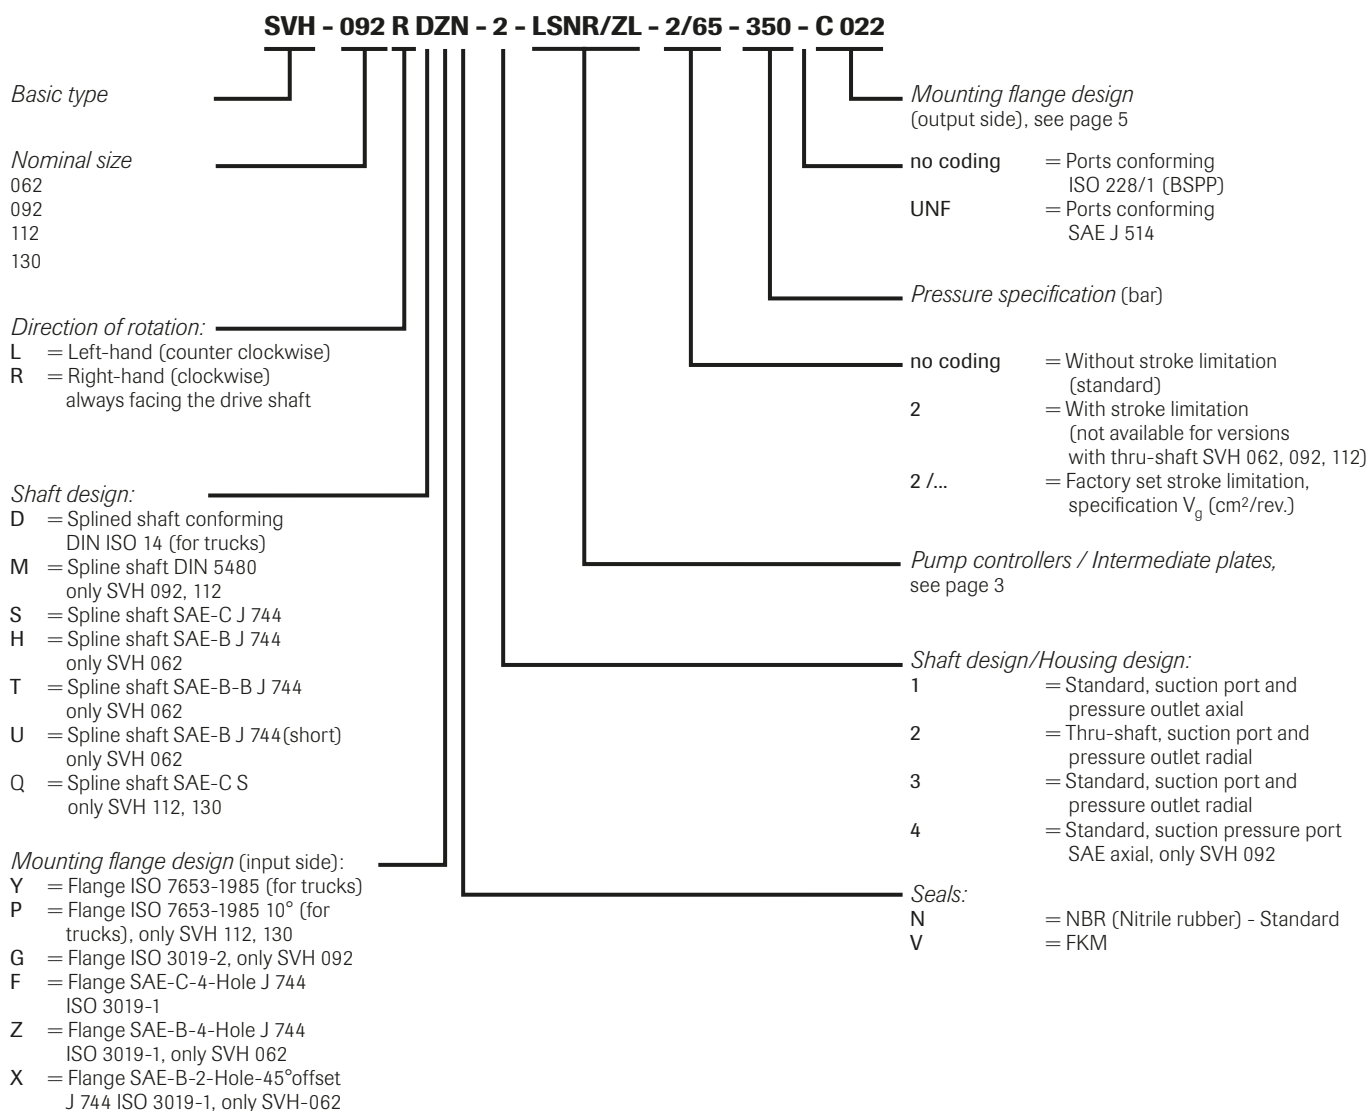 SVH - 092 R DZN - 2 - LSNR/ZL - 2/65 - 350 - C 022
Basic type
Nominal size
062
092
112
130
Direction of rotation:
L = Left-hand (counter clockwise)
R = Right-hand (clockwise)
always facing the drive shaft
Shaft design:
D = Splined shaft conforming
DIN ISO 14 (for trucks)
M = Spline shaft DIN 5480
only SVH 092, 112
S = Spline shaft SAE-C J 744
H = Spline shaft SAE-B J 744
only SVH 062
T = Spline shaft SAE-B-B J 744
only SVH 062
U = Spline shaft SAE-B J 744(short)
only SVH 062
Q = Spline shaft SAE-C S
only SVH 112, 130
Mounting flange design (input side):
Y = Flange ISO 7653-1985 (for trucks)
P = Flange ISO 7653-1985 10° (for
trucks), only SVH 112, 130
G = Flange ISO 3019-2, only SVH 092
F = Flange SAE-C-4-Hole J 744
ISO 3019-1
Z = Flange SAE-B-4-Hole J 744
ISO 3019-1, only SVH 062
X = Flange SAE-B-2-Hole-45°offset
J 744 ISO 3019-1, only SVH-062
Mounting flange design
(output side), see page 5
no coding = Ports conforming
ISO 228/1 (BSPP)
UNF = Ports conforming
SAE J 514
Pressure specification (bar)
no coding = Without stroke limitation
(standard)
2 = With stroke limitation
(not available for versions
with thru-shaft SVH 062, 092, 112)
2 /... = Factory set stroke limitation,
specification Vg (cm²/rev.)
Pump controllers / Intermediate plates,
see page 3
Shaft design/Housing design:
1 = Standard, suction port and
pressure outlet axial
2 = Thru-shaft, suction port and
pressure outlet radial
3 = Standard, suction port and
pressure outlet radial
4 = Standard, suction pressure port
SAE axial, only SVH 092
Seals:
N = NBR (Nitrile rubber) - Standard
V = FKM